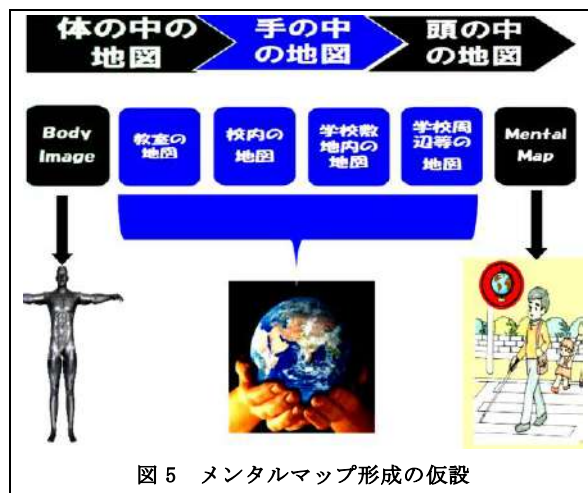 体の中の
地図
手の中
の地図
頭の中
の地図
Body
Image
教室の
地図
校内の
地図
学校敷
地内の
地図
学校周
辺等の
地図
Mental
Map
図 5　メンタルマップ形成の仮設